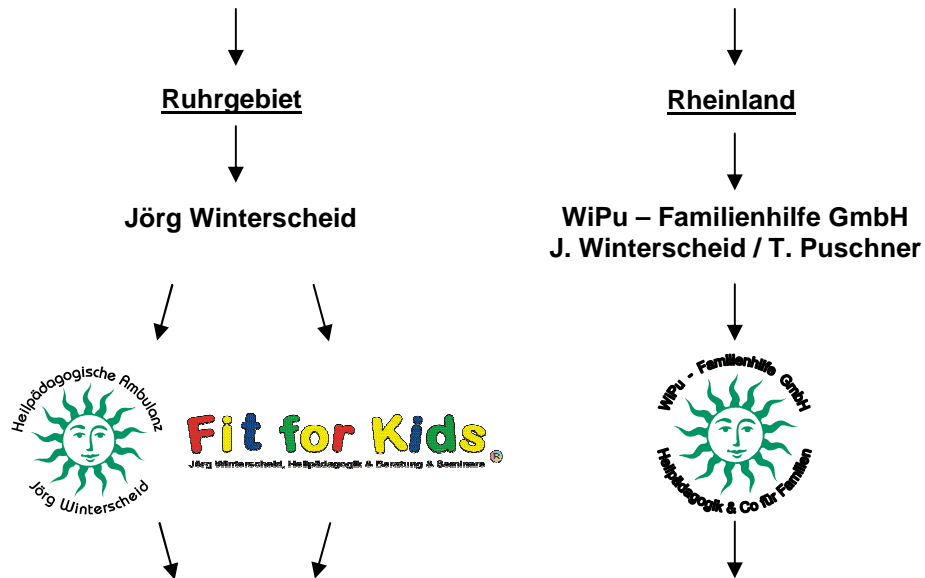 Ruhrgebiet
Rheinland
Jörg Winterscheid
WiPu – Familienhilfe GmbH
J. Winterscheid / T. Puschner
Heilpädagogische Ambulanz
Jörg Winterscheid
Fit for Kids ®
Jörg Winterscheid, Heilpädagogik & Beratung & Seminare
WiPu - Familienhilfe GmbH
Heilpädagogik & Co für Familien